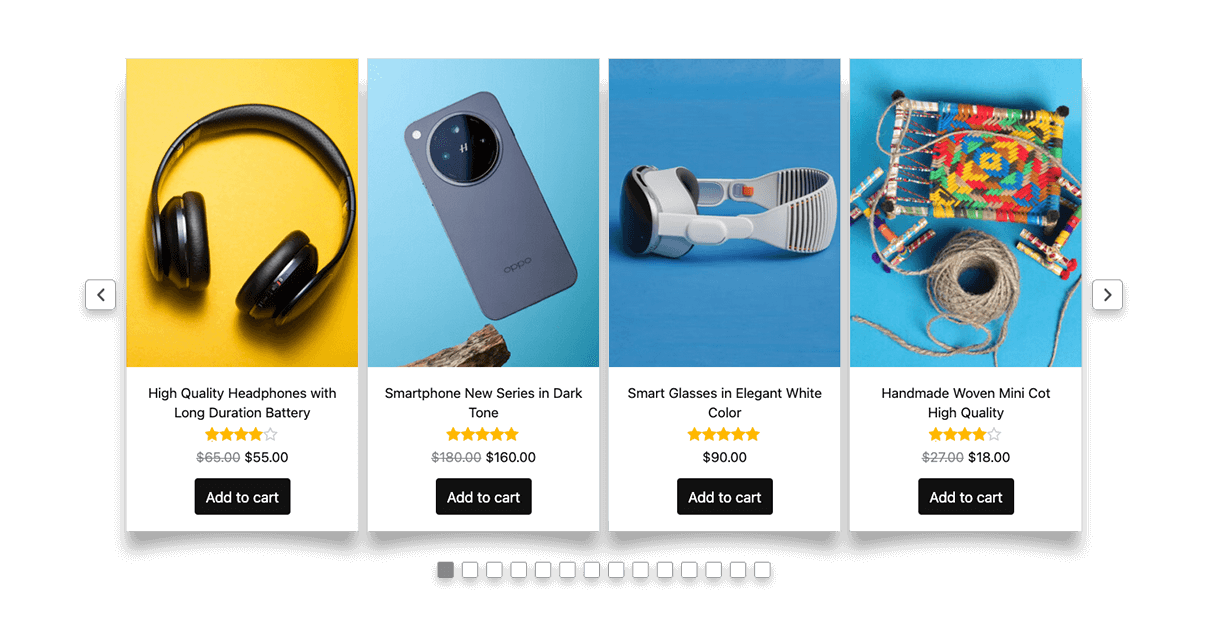 oppo
High Quality Headphones with
Long Duration Battery
$65.00 $55.00
Add to cart
Smartphone New Series in Dark
Tone
$180.00 $160.00
Add to cart
Smart Glasses in Elegant White
Color
$90.00
Add to cart
Handmade Woven Mini Cot
High Quality
$27.00 $18.00
Add to cart